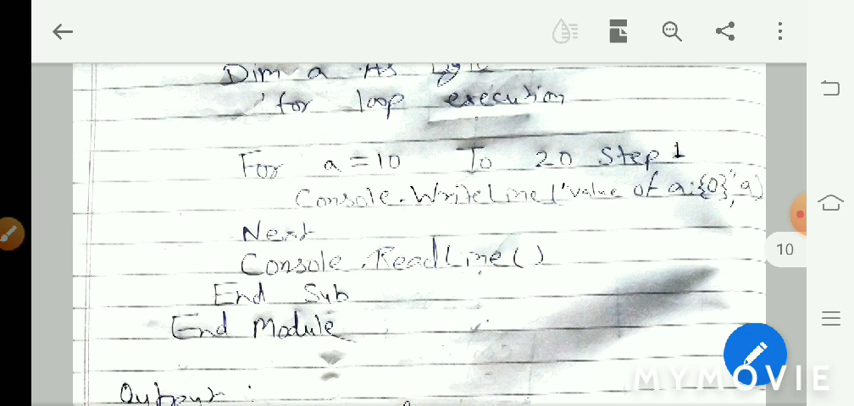 Dim a As
'for loop execution
For a = 10 To 20 Step 1
Console.WriteLine("value of a:{0}", a)
Next
Console.ReadLine()
End Sub
End Module
Output:
10
MYMOVIE